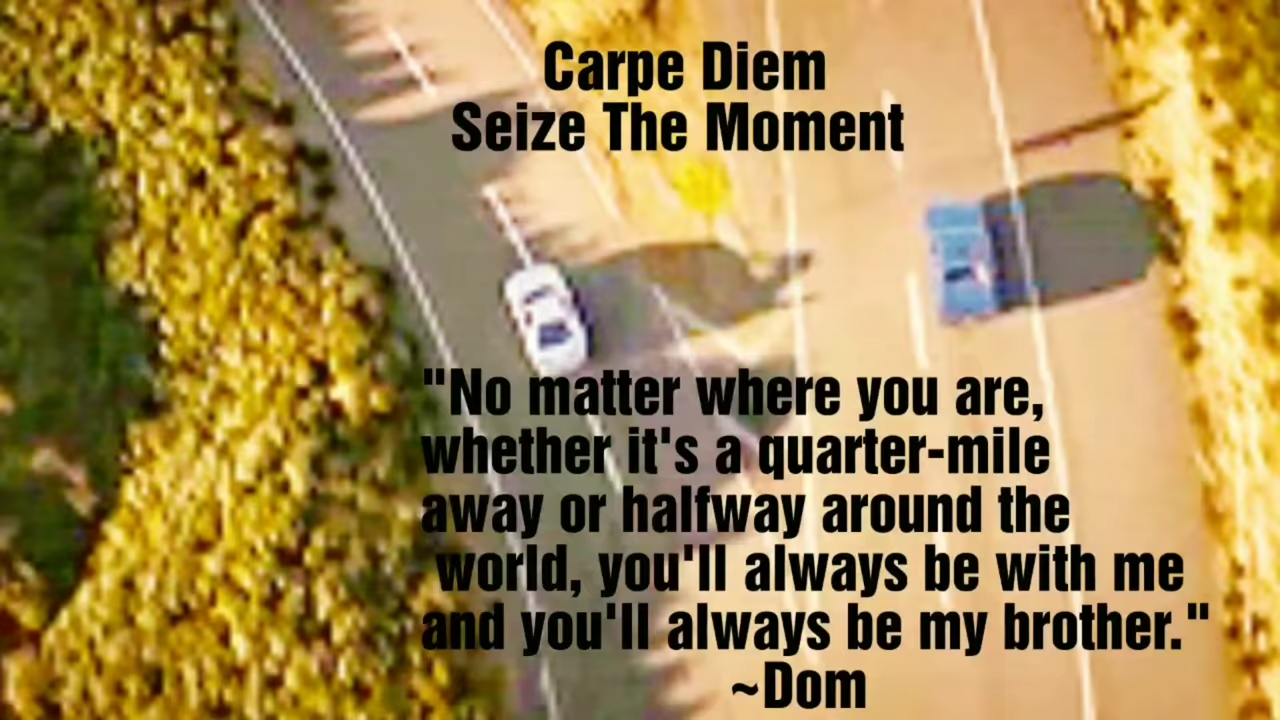 Carpe Diem
Seize The Moment
"No matter where you are,
whether it's a quarter-mile
away or halfway around the
world, you'll always be with me
and you'll always be my brother."
~Dom